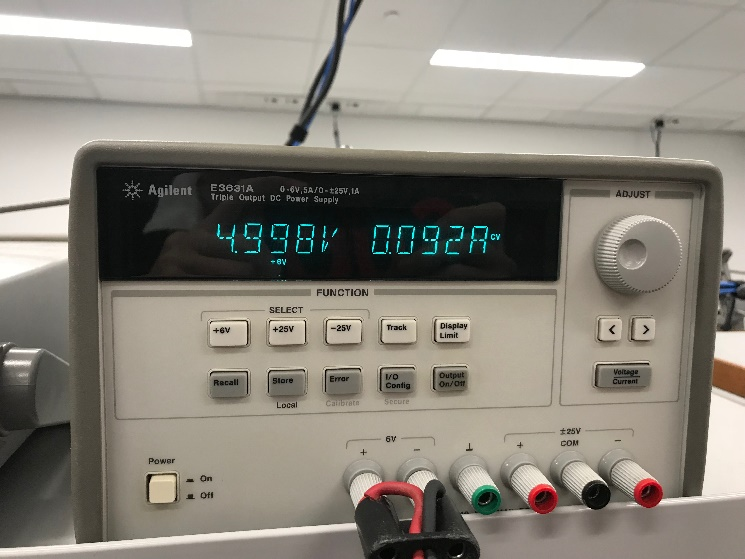 Agilent E3631A 0-6V,5A/0-±25V,1A
Triple Output DC Power Supply
4.998V 0.092A CV
+6V
ADJUST
FUNCTION
SELECT
+6V +25V -25V Track Display Limit
< >
Recall Store Error I/O Config Output On/Off
Voltage Current
Local Calibrate Secure
Power
On
Off
6V
±25V
+ - + COM -